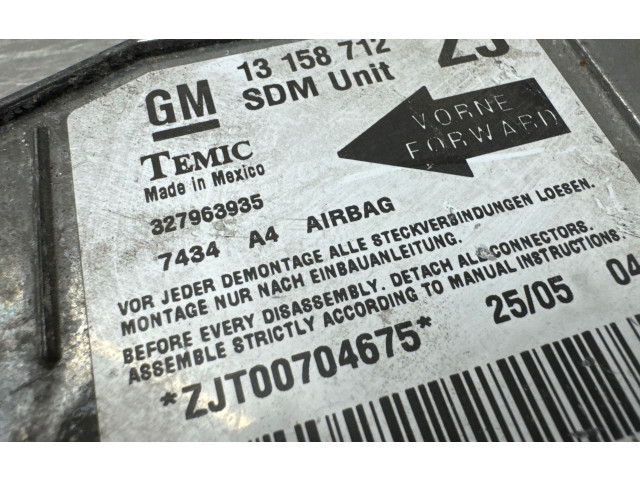 GM 13 158 712 ZJ
SDM Unit
VORNE
FORWARD
TEMIC
Made in Mexico
327963935
7434 A4 AIRBAG
VOR JEDER DEMONTAGE ALLE STECKVERBINDUNGEN LOESEN.
MONTAGE NUR NACH EINBAUANLEITUNG.
BEFORE EVERY DISASSEMBLY. DETACH ALL CONNECTORS.
ASSEMBLE STRICTLY ACCORDING TO MANUAL INSTRUCTIONS.
*ZJT00704675* 25/05 04